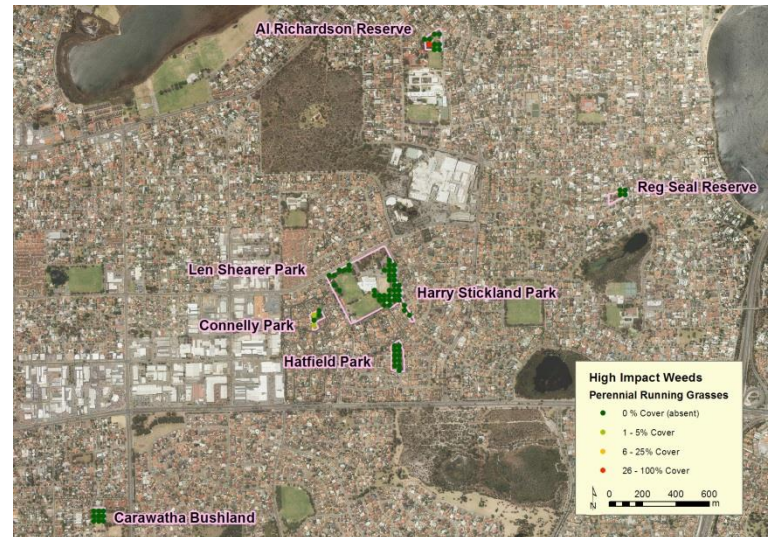 Al Richardson Reserve
Reg Seal Reserve
Len Shearer Park
Harry Stickland Park
Connelly Park
Hatfield Park
Carawatha Bushland
High Impact Weeds
Perennial Running Grasses
0 % Cover (absent)
1 - 5% Cover
6 - 25% Cover
26 - 100% Cover
N
0 200 400 600
m